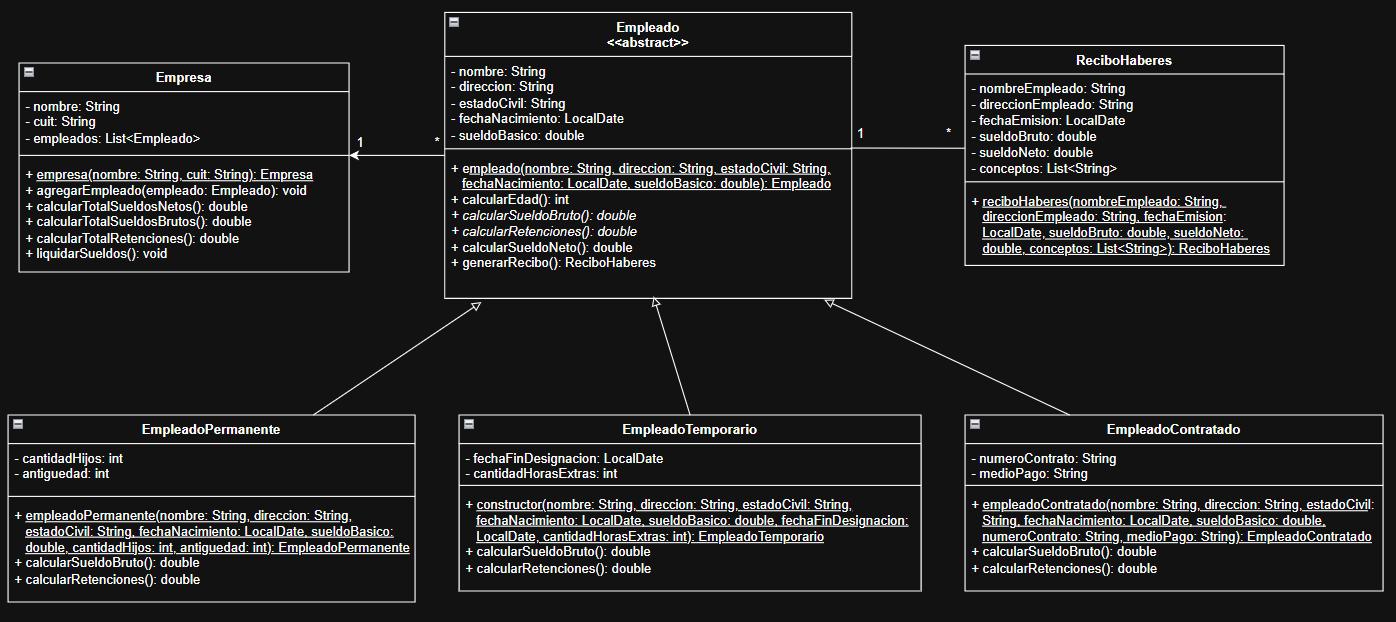 Empresa
- nombre: String
- cuit: String
- empleados: List<Empleado>
+ empresa(nombre: String, cuit: String): Empresa
+ agregarEmpleado(empleado: Empleado): void
+ calcularTotalSueldosNetos(): double
+ calcularTotalSueldosBrutos(): double
+ calcularTotalRetenciones(): double
+ liquidarSueldos(): void
1
*
Empleado
<<abstract>>
- nombre: String
- direccion: String
- estadoCivil: String
- fechaNacimiento: LocalDate
- sueldoBasico: double
+ empleado(nombre: String, direccion: String, estadoCivil: String,
fechaNacimiento: LocalDate, sueldoBasico: double): Empleado
+ calcularEdad(): int
+ calcularSueldoBruto(): double
+ calcularRetenciones(): double
+ calcularSueldoNeto(): double
+ generarRecibo(): ReciboHaberes
1
*
ReciboHaberes
- nombreEmpleado: String
- direccionEmpleado: String
- fechaEmision: LocalDate
- sueldoBruto: double
- sueldoNeto: double
- conceptos: List<String>
+ reciboHaberes(nombreEmpleado: String,
direccionEmpleado: String, fechaEmision:
LocalDate, sueldoBruto: double, sueldoNeto:
double, conceptos: List<String>): ReciboHaberes
EmpleadoPermanente
- cantidadHijos: int
- antiguedad: int
+ empleadoPermanente(nombre: String, direccion: String,
estadoCivil: String, fechaNacimiento: LocalDate, sueldoBasico:
double, cantidadHijos: int, antiguedad: int): EmpleadoPermanente
+ calcularSueldoBruto(): double
+ calcularRetenciones(): double
EmpleadoTemporario
- fechaFinDesignacion: LocalDate
- cantidadHorasExtras: int
+ constructor(nombre: String, direccion: String, estadoCivil: String,
fechaNacimiento: LocalDate, sueldoBasico: double, fechaFinDesignacion:
LocalDate, cantidadHorasExtras: int): EmpleadoTemporario
+ calcularSueldoBruto(): double
+ calcularRetenciones(): double
EmpleadoContratado
- numeroContrato: String
- medioPago: String
+ empleadoContratado(nombre: String, direccion: String, estadoCivil:
String, fechaNacimiento: LocalDate, sueldoBasico: double,
numeroContrato: String, medioPago: String): EmpleadoContratado
+ calcularSueldoBruto(): double
+ calcularRetenciones(): double